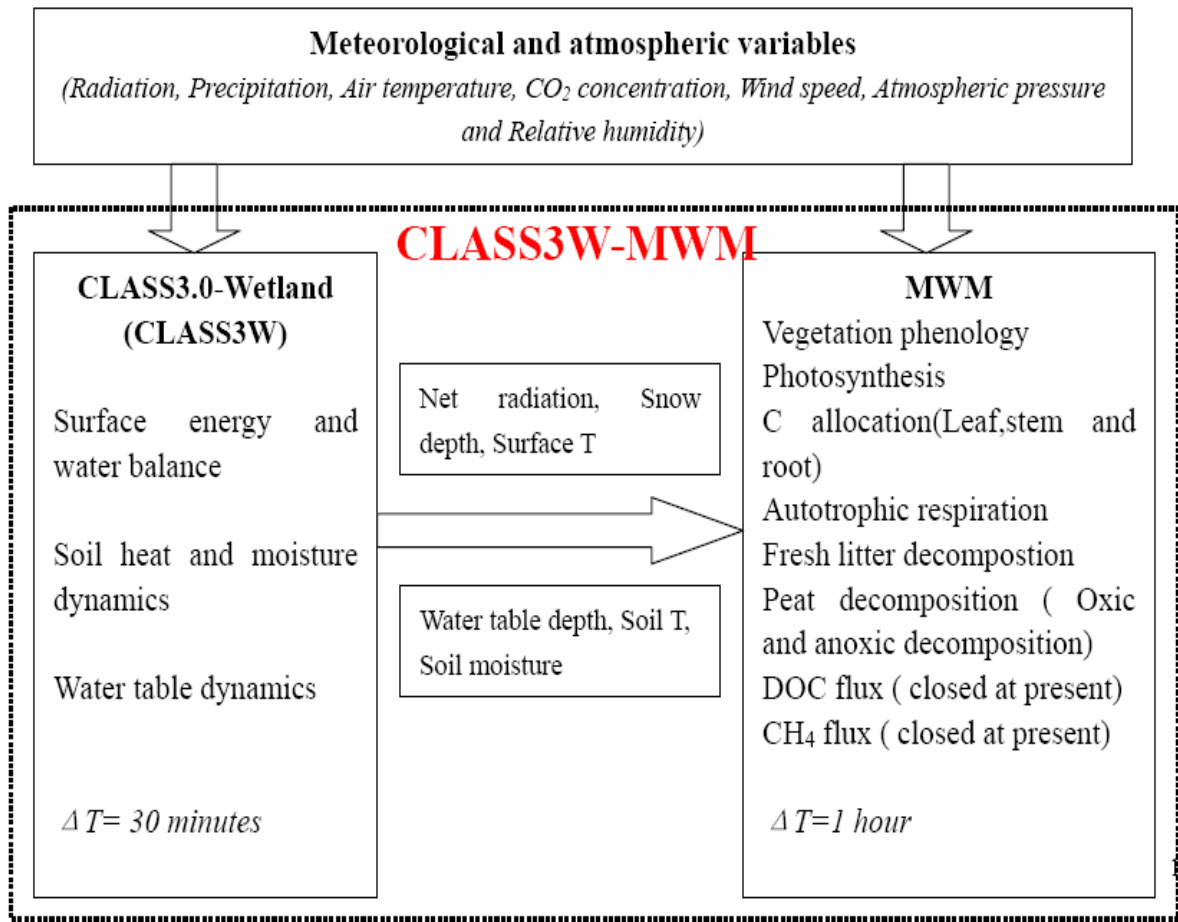 Meteorological and atmospheric variables
(Radiation, Precipitation, Air temperature, CO₂ concentration, Wind speed, Atmospheric pressure
and Relative humidity)
CLASS3W-MWM
CLASS3.0-Wetland
(CLASS3W)
Surface energy and
water balance
Soil heat and moisture
dynamics
Water table dynamics
ΔT= 30 minutes
Net radiation, Snow
depth, Surface T
Water table depth, Soil T,
Soil moisture
MWM
Vegetation phenology
Photosynthesis
C allocation(Leaf,stem and
root)
Autotrophic respiration
Fresh litter decompostion
Peat decomposition ( Oxic
and anoxic decomposition)
DOC flux ( closed at present)
CH₄ flux ( closed at present)
ΔT=1 hour